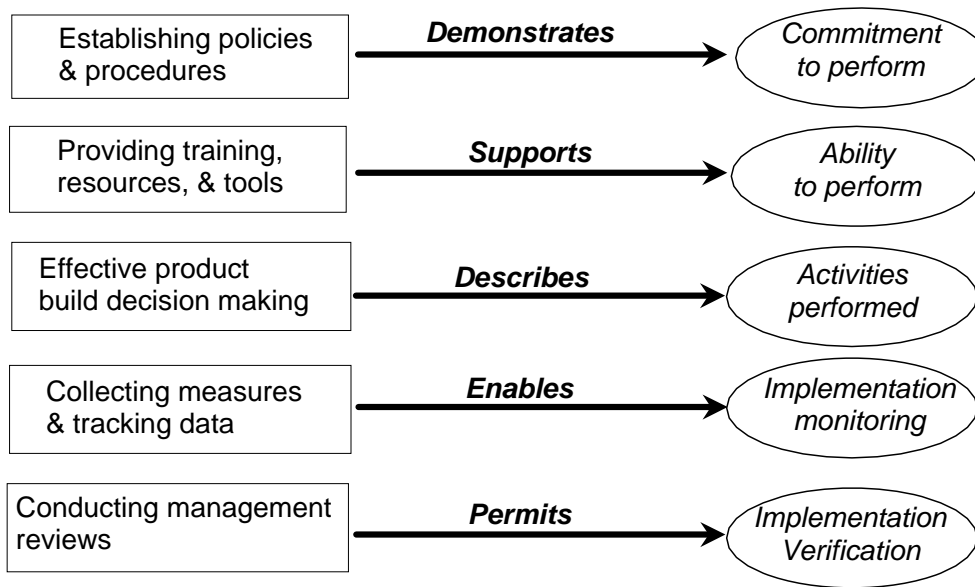 Establishing policies
& procedures
Demonstrates
Commitment
to perform
Providing training,
resources, & tools
Supports
Ability
to perform
Effective product
build decision making
Describes
Activities
performed
Collecting measures
& tracking data
Enables
Implementation
monitoring
Conducting management
reviews
Permits
Implementation
Verification